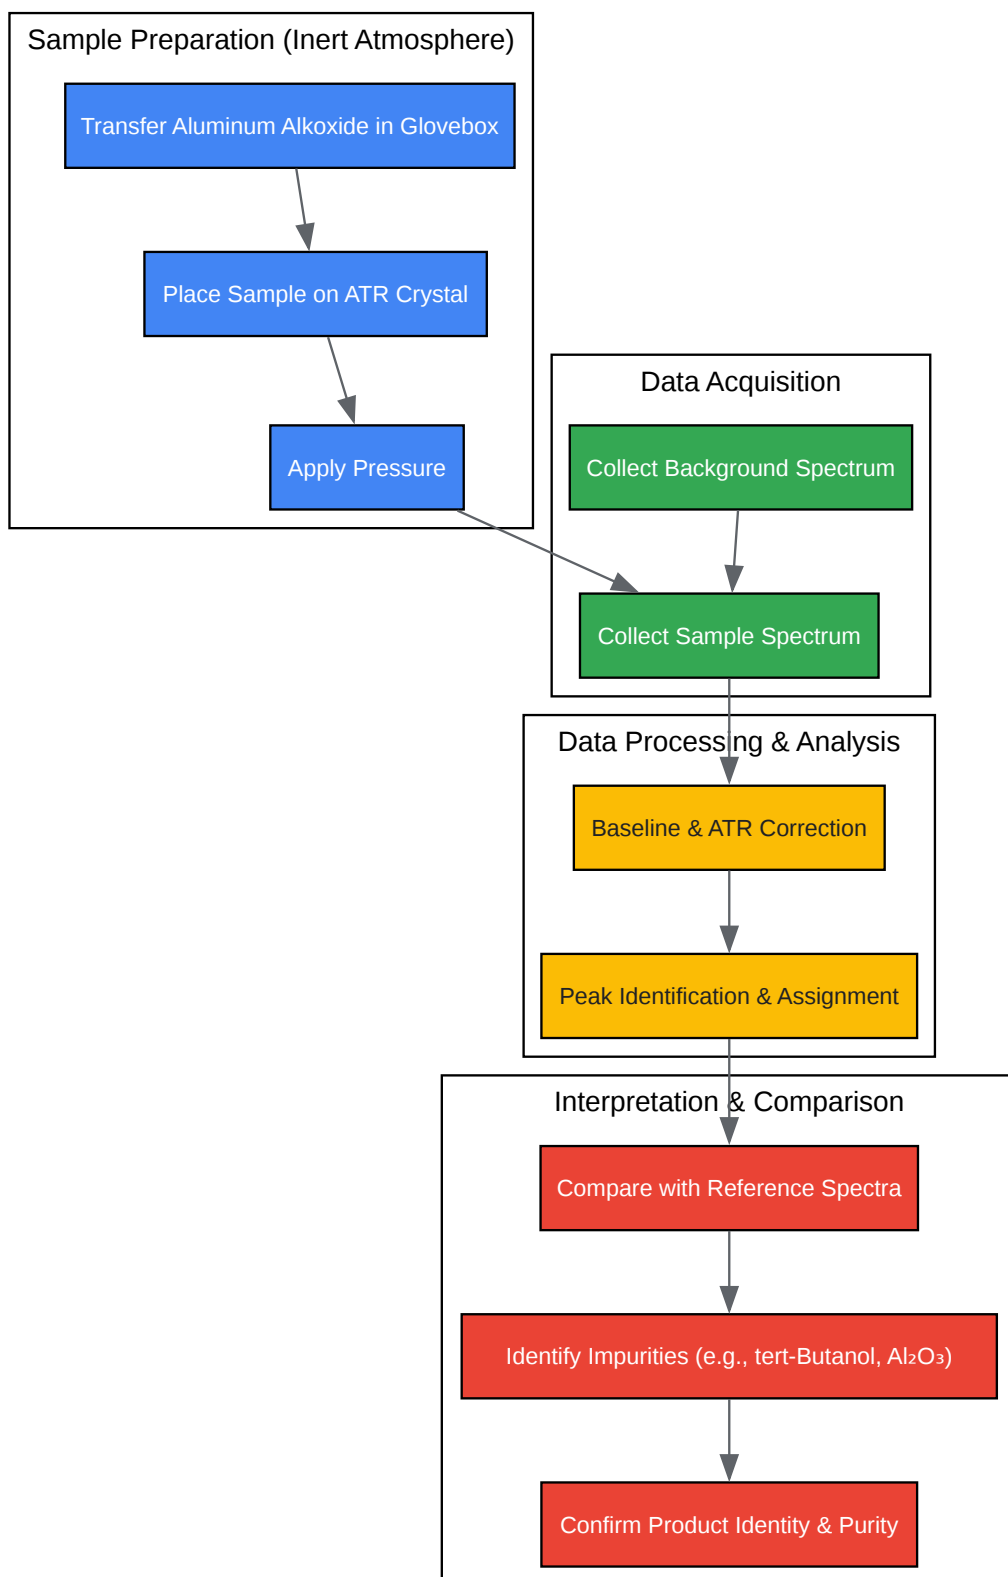 Sample Preparation (Inert Atmosphere)
Transfer Aluminum Alkoxide in Glovebox
Place Sample on ATR Crystal
Apply Pressure
Data Acquisition
Collect Background Spectrum
Collect Sample Spectrum
Data Processing & Analysis
Baseline & ATR Correction
Peak Identification & Assignment
Interpretation & Comparison
Compare with Reference Spectra
Identify Impurities (e.g., tert-Butanol, Al₂O₃)
Confirm Product Identity & Purity